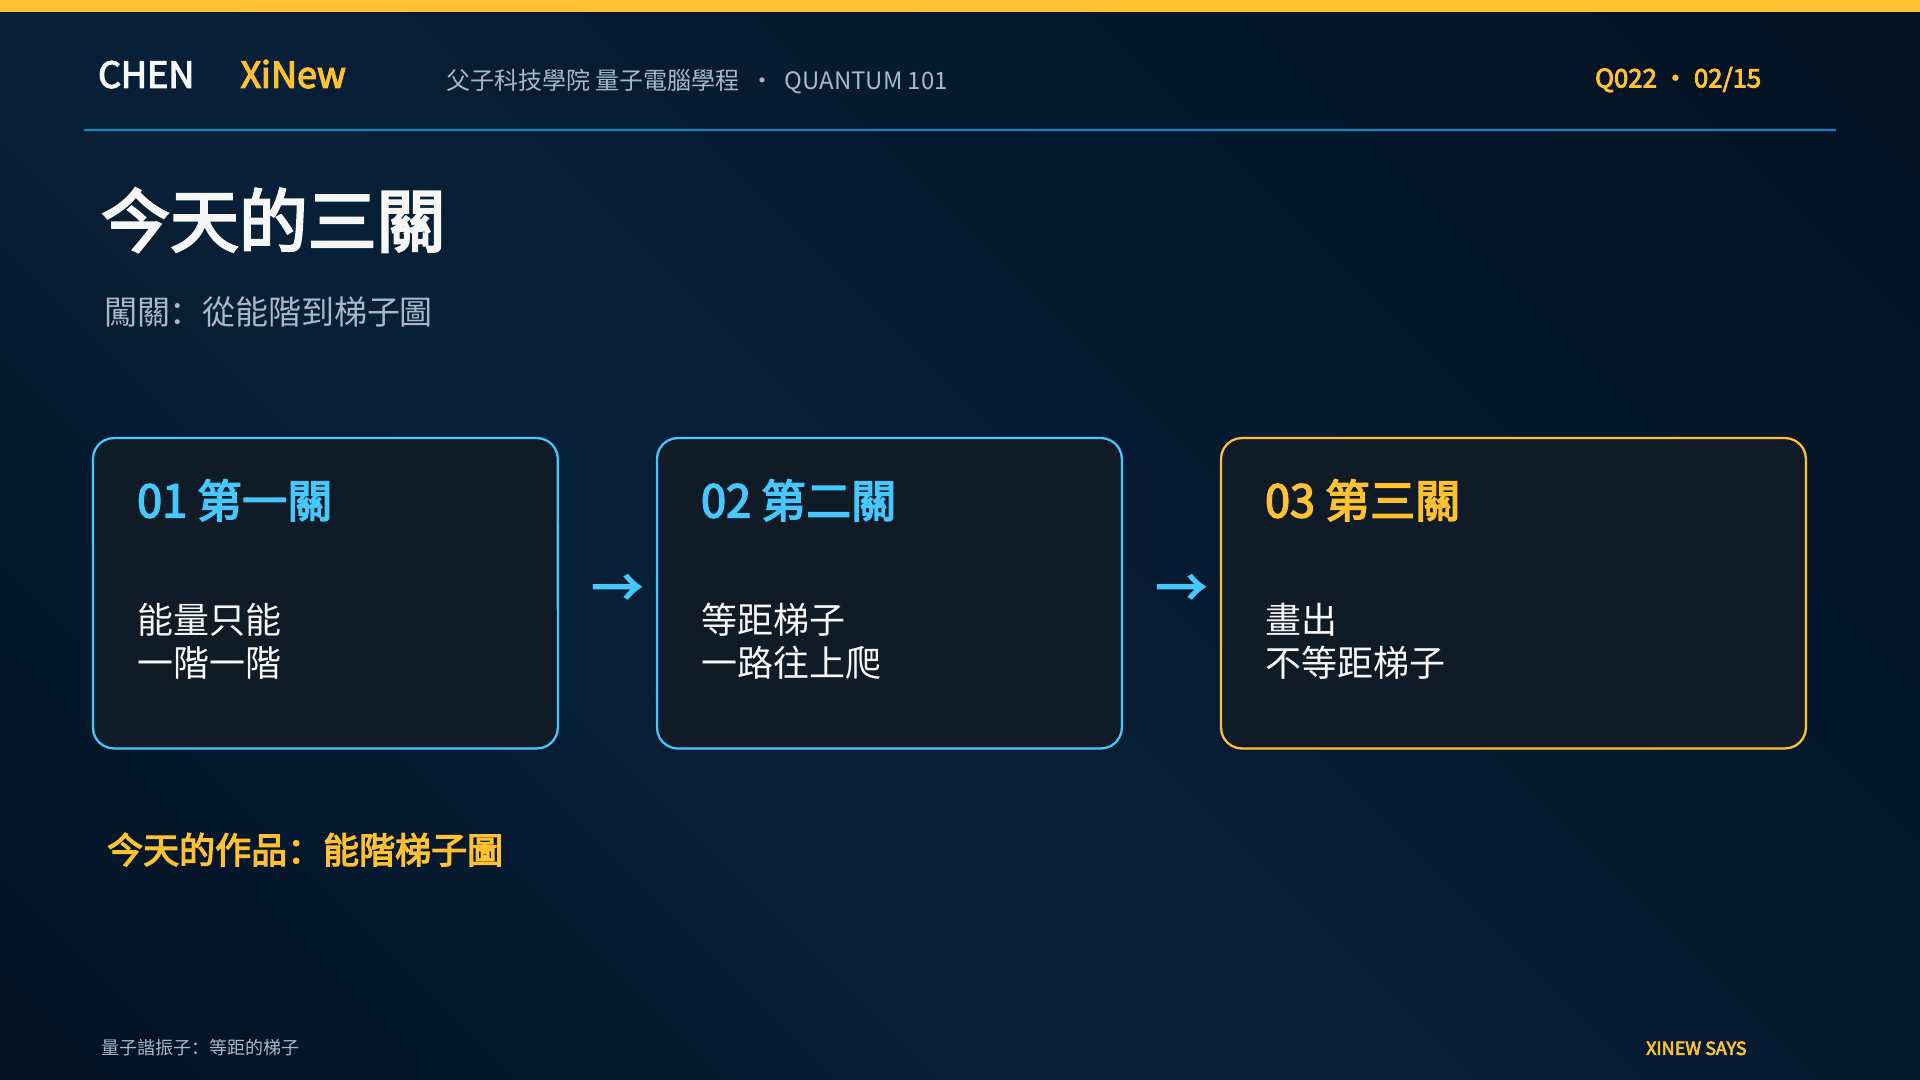 CHEN XiNew 父子科技學院 量子電腦學程 · QUANTUM 101
Q022 · 02/15
今天的三關
闖關：從能階到梯子圖
01 第一關
能量只能
一階一階
→
02 第二關
等距梯子
一路往上爬
→
03 第三關
畫出
不等距梯子
今天的作品：能階梯子圖
量子諧振子：等距的梯子
XINEW SAYS